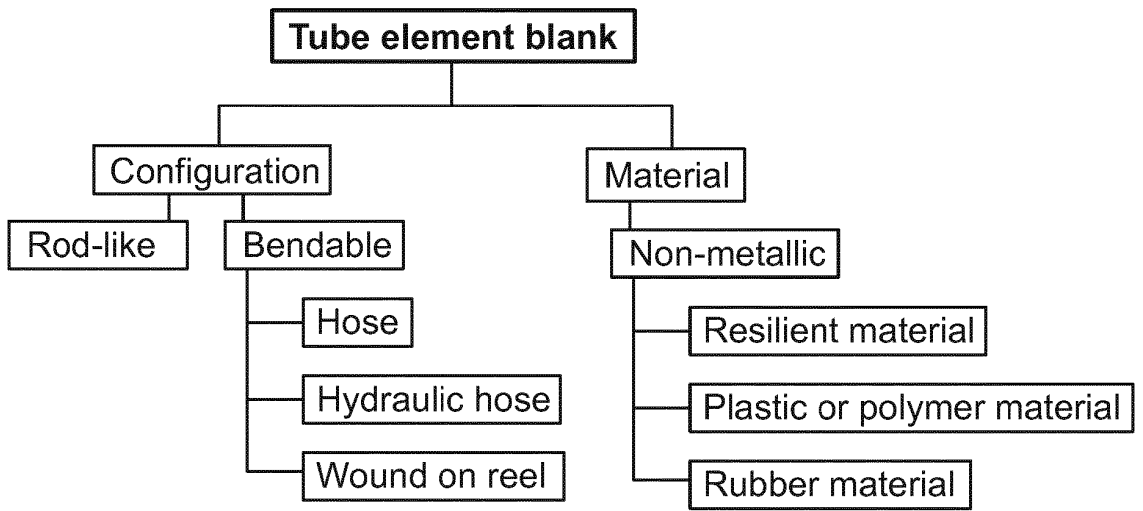 Tube element blank
Configuration
Material
Rod-like
Bendable
Non-metallic
Hose
Resilient material
Hydraulic hose
Plastic or polymer material
Wound on reel
Rubber material